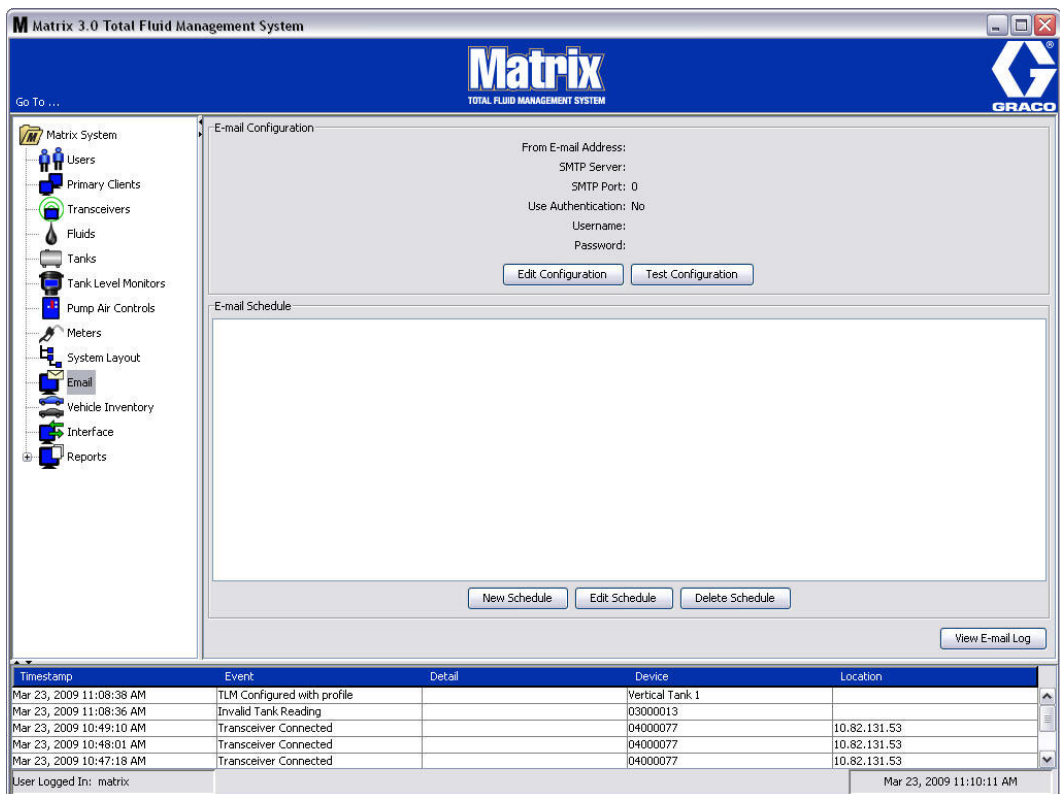 Matrix 3.0 Total Fluid Management System
Matrix
TOTAL FLUID MANAGEMENT SYSTEM
Go To ...
GRACO
Matrix System
Users
Primary Clients
Transceivers
Fluids
Tanks
Tank Level Monitors
Pump Air Controls
Meters
System Layout
Email
Vehicle Inventory
Interface
Reports
E-mail Configuration
From E-mail Address:
SMTP Server:
SMTP Port: 0
Use Authentication: No
Username:
Password:
Edit Configuration Test Configuration
E-mail Schedule
New Schedule Edit Schedule Delete Schedule
View E-mail Log
Timestamp Event Detail Device Location
Mar 23, 2009 11:08:38 AM TLM Configured with profile Vertical Tank 1
Mar 23, 2009 11:08:36 AM Invalid Tank Reading 03000013
Mar 23, 2009 10:49:10 AM Transceiver Connected 04000077 10.82.131.53
Mar 23, 2009 10:48:01 AM Transceiver Connected 04000077 10.82.131.53
Mar 23, 2009 10:47:18 AM Transceiver Connected 04000077 10.82.131.53
User Logged In: matrix Mar 23, 2009 11:10:11 AM